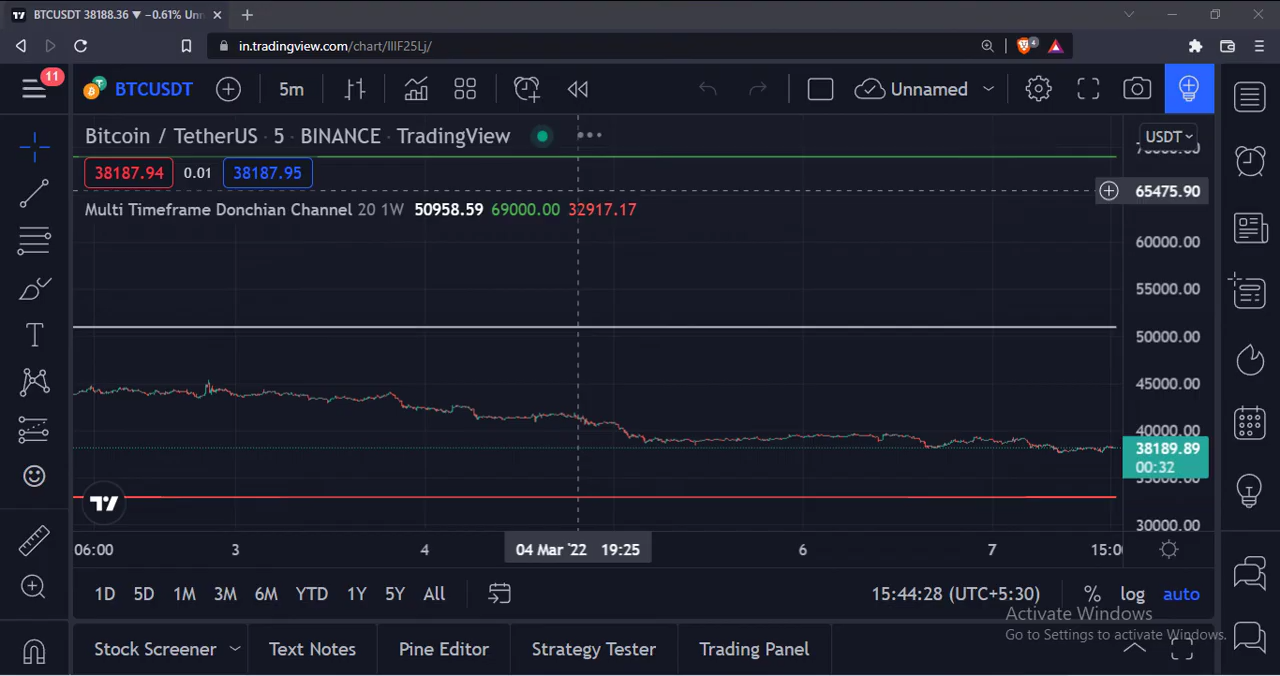 BTCUSDT 38188.36 ▼ −0.61% Unn
in.tradingview.com/chart/IIIF25Lj/
4
11
BTCUSDT
5m
Unnamed
Bitcoin / TetherUS · 5 · BINANCE · TradingView
USDT
38187.94 0.01 38187.95
65475.90
Multi Timeframe Donchian Channel 20 1W 50958.59 69000.00 32917.17
60000.00
55000.00
50000.00
45000.00
40000.00
38189.89
00:32
35000.00
30000.00
06:00 3 4 04 Mar '22 19:25 6 7 15:0
1D 5D 1M 3M 6M YTD 1Y 5Y All 15:44:28 (UTC+5:30) % log auto
Activate Windows
Go to Settings to activate Windows.
Stock Screener Text Notes Pine Editor Strategy Tester Trading Panel